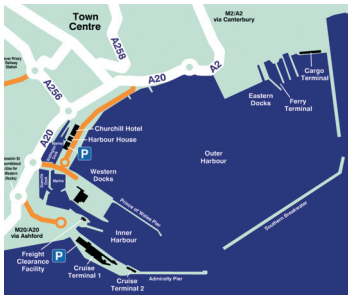 Town
Centre
M2/A2
via Canterbury
A258
A2
A20
A256
Cargo
Terminal
Eastern
Docks
Ferry
Terminal
Churchill Hotel
Harbour House
P
A20
Outer
Harbour
Western
Docks
Marina
Prince of Wales Pier
Southern Breakwater
M20/A20
via Ashford
Inner
Harbour
Freight
Clearance
Facility
P
Cruise
Terminal 1
Cruise
Terminal 2
Admiralty Pier